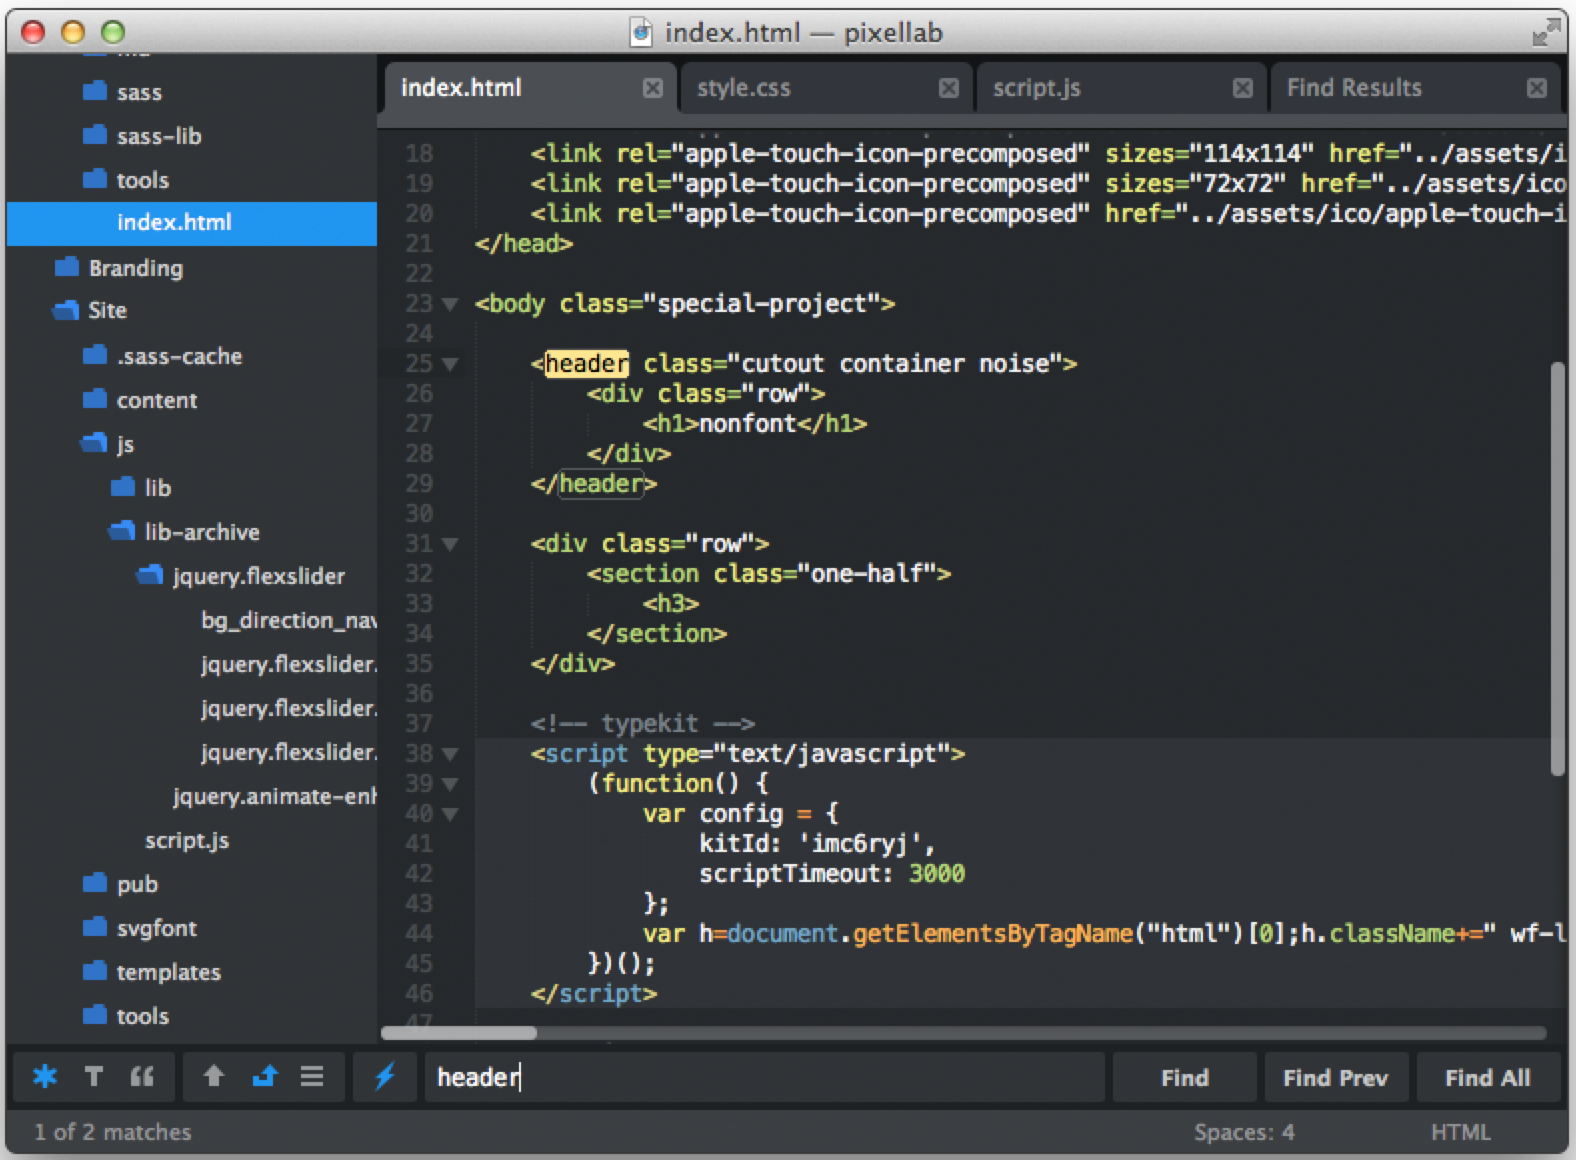 index.html — pixellab
sass
sass-lib
tools
index.html
Branding
Site
.sass-cache
content
js
lib
lib-archive
jquery.flexslider
bg_direction_nav
jquery.flexslider.
jquery.flexslider.
jquery.flexslider.
jquery.animate-enh
script.js
pub
svgfont
templates
tools
index.html
style.css
script.js
Find Results
18 <link rel="apple-touch-icon-precomposed" sizes="114x114" href="../assets/i
19 <link rel="apple-touch-icon-precomposed" sizes="72x72" href="../assets/ico
20 <link rel="apple-touch-icon-precomposed" href="../assets/ico/apple-touch-i
21 </head>
22
23 <body class="special-project">
24
25 <header class="cutout container noise">
26 <div class="row">
27 <h1>nonfont</h1>
28 </div>
29 </header>
30
31 <div class="row">
32 <section class="one-half">
33 <h3>
34 </section>
35 </div>
36
37 <!-- typekit -->
38 <script type="text/javascript">
39 (function() {
40 var config = {
41 kitId: 'imc6ryj',
42 scriptTimeout: 3000
43 };
44 var h=document.getElementsByTagName("html")[0];h.className+=" wf-l
45 })();
46 </script>
47
header
Find
Find Prev
Find All
1 of 2 matches
Spaces: 4
HTML